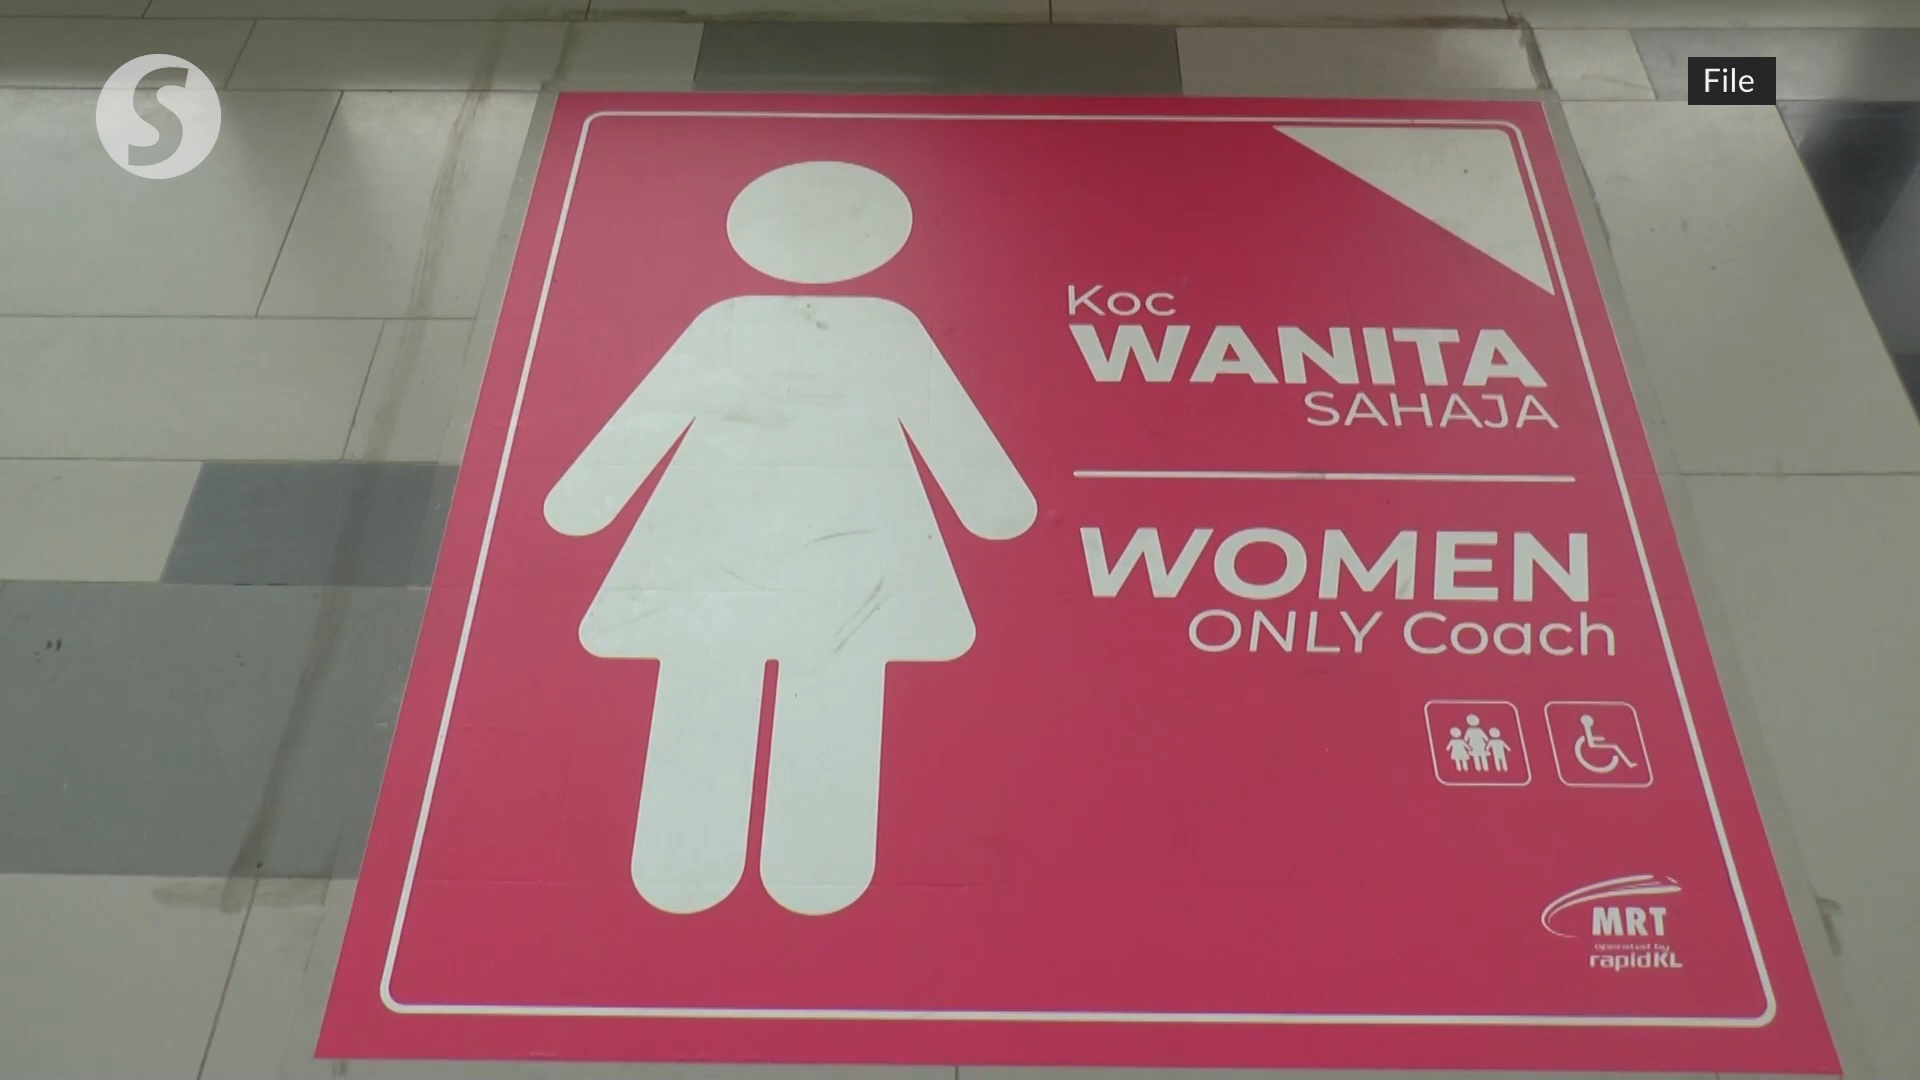 S
File
Koc
WANITA
SAHAJA
WOMEN
ONLY Coach
MRT
operated by
rapidKL